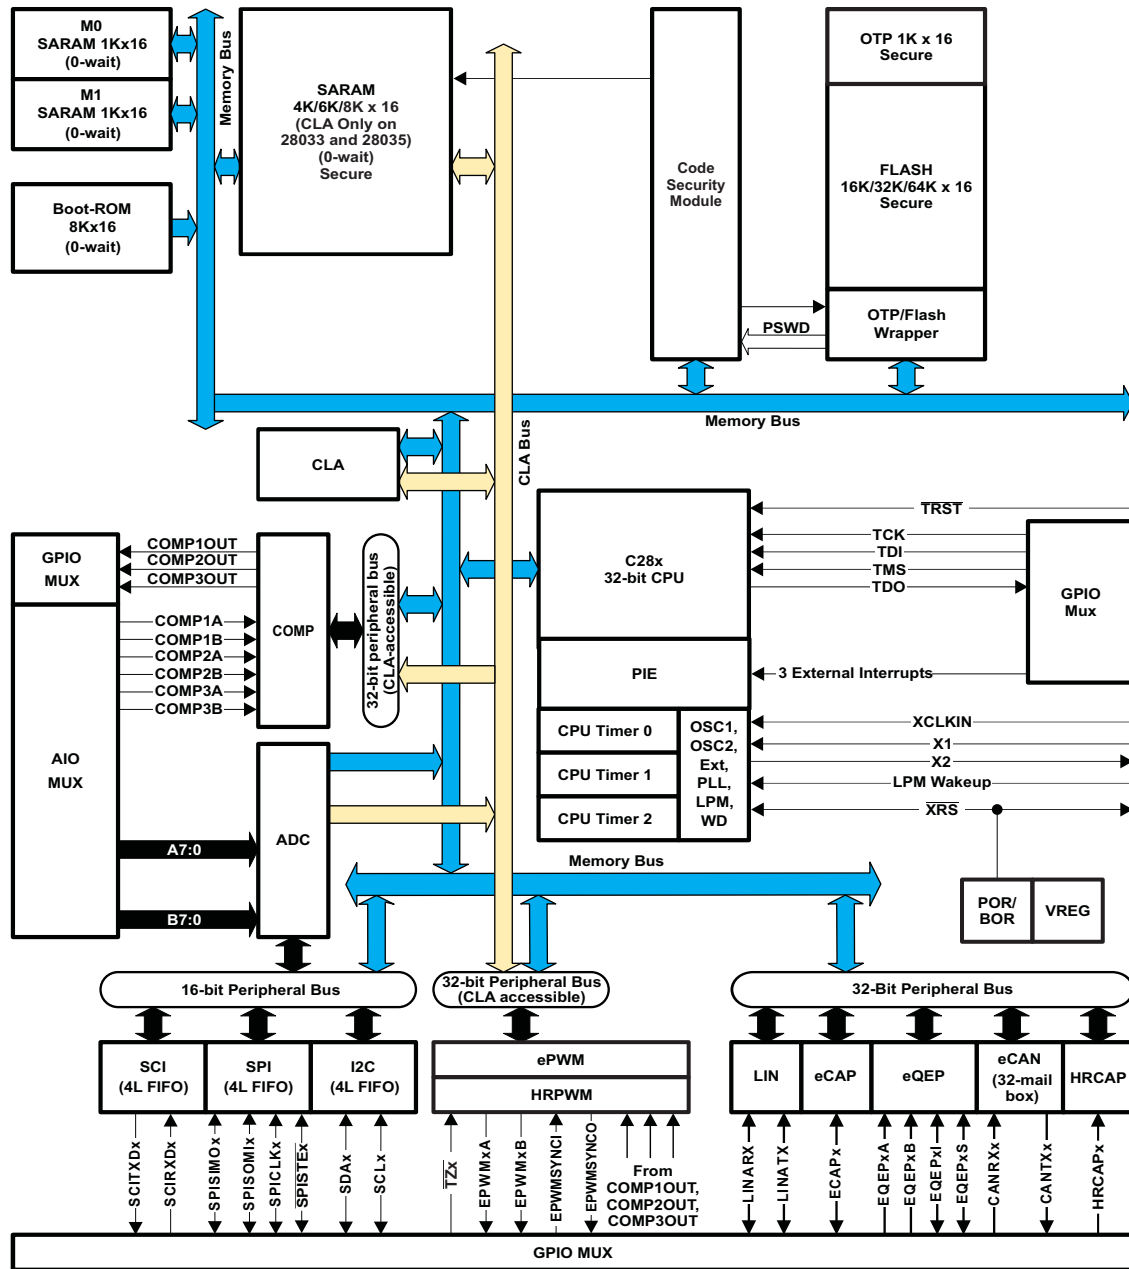 M0
SARAM 1Kx16
(0-wait)
M1
SARAM 1Kx16
(0-wait)
Boot-ROM
8Kx16
(0-wait)
Memory Bus
SARAM
4K/6K/8K x 16
(CLA Only on
28033 and 28035)
(0-wait)
Secure
Code
Security
Module
OTP 1K x 16
Secure
FLASH
16K/32K/64K x 16
Secure
OTP/Flash
Wrapper
PSWD
Memory Bus
CLA Bus
CLA
GPIO
MUX
COMP1OUT
COMP2OUT
COMP3OUT
AIO
MUX
COMP1A
COMP1B
COMP2A
COMP2B
COMP3A
COMP3B
COMP
32-bit peripheral bus
(CLA-accessible)
A7:0
B7:0
ADC
C28x
32-bit CPU
PIE
CPU Timer 0
CPU Timer 1
CPU Timer 2
OSC1,
OSC2,
Ext,
PLL,
LPM,
WD
TRST
TCK
TDI
TMS
TDO
GPIO
Mux
3 External Interrupts
XCLKIN
X1
X2
LPM Wakeup
XRS
POR/
BOR
VREG
Memory Bus
16-bit Peripheral Bus
32-bit Peripheral Bus
(CLA accessible)
32-Bit Peripheral Bus
SCI
(4L FIFO)
SPI
(4L FIFO)
I2C
(4L FIFO)
ePWM
HRPWM
LIN
eCAP
eQEP
eCAN
(32-mail
box)
HRCAP
SCITXDx
SCIRXDx
SPISIMOx
SPISOMIx
SPICLKx
SPISTEx
SDAx
SCLx
TZx
EPWMxA
EPWMxB
EPWMSYNCI
EPWMSYNCO
From
COMP1OUT,
COMP2OUT,
COMP3OUT
LINARX
LINATX
ECAPx
EQEPxA
EQEPxB
EQEPxI
EQEPxS
CANRXx
CANTXx
HRCAPx
GPIO MUX